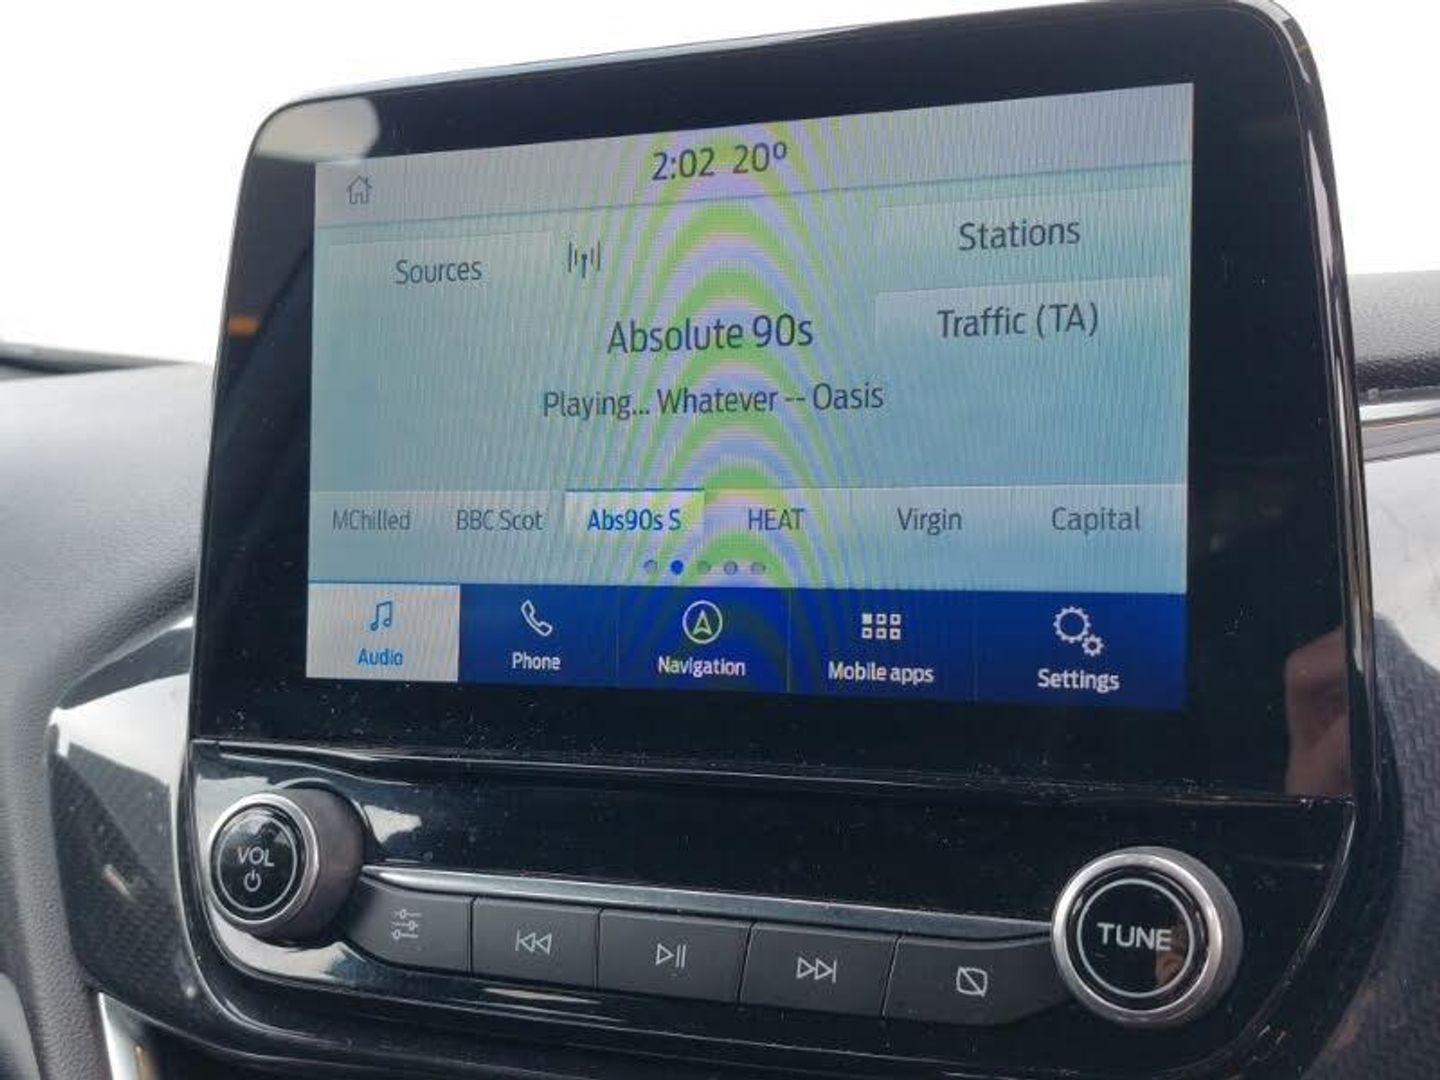 2:02 20º
Sources
Stations
Traffic (TA)
Absolute 90s
Playing... Whatever -- Oasis
MChilled BBC Scot Abs90s S HEAT Virgin Capital
Audio Phone Navigation Mobile apps Settings
VOL
TUNE